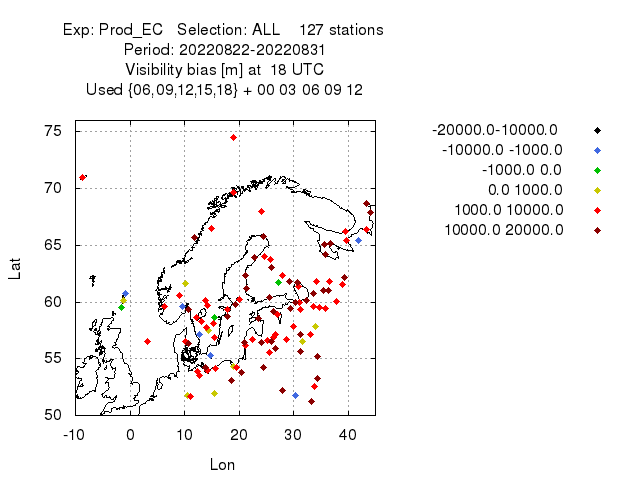 Exp: Prod_EC   Selection: ALL    127 stations
Period: 20220822-20220831
Visibility bias [m] at  18 UTC
Used {06,09,12,15,18} + 00 03 06 09 12
-20000.0-10000.0
-10000.0 -1000.0
-1000.0 0.0
0.0 1000.0
1000.0 10000.0
10000.0 20000.0
75
70
65
60
55
50
Lat
-10 0 10 20 30 40
Lon